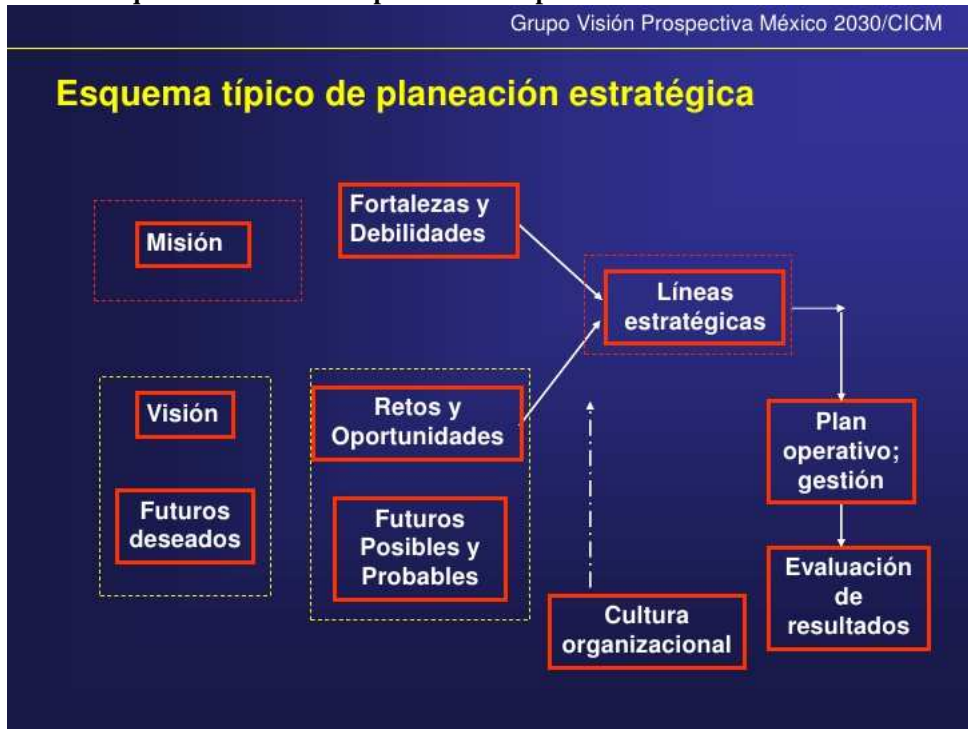 Grupo Visión Prospectiva México 2030/CICM
Esquema típico de planeación estratégica
Misión
Fortalezas y
Debilidades
Líneas
estratégicas
Visión
Futuros
deseados
Retos y
Oportunidades
Futuros
Posibles y
Probables
Cultura
organizacional
Plan
operativo;
gestión
Evaluación
de
resultados